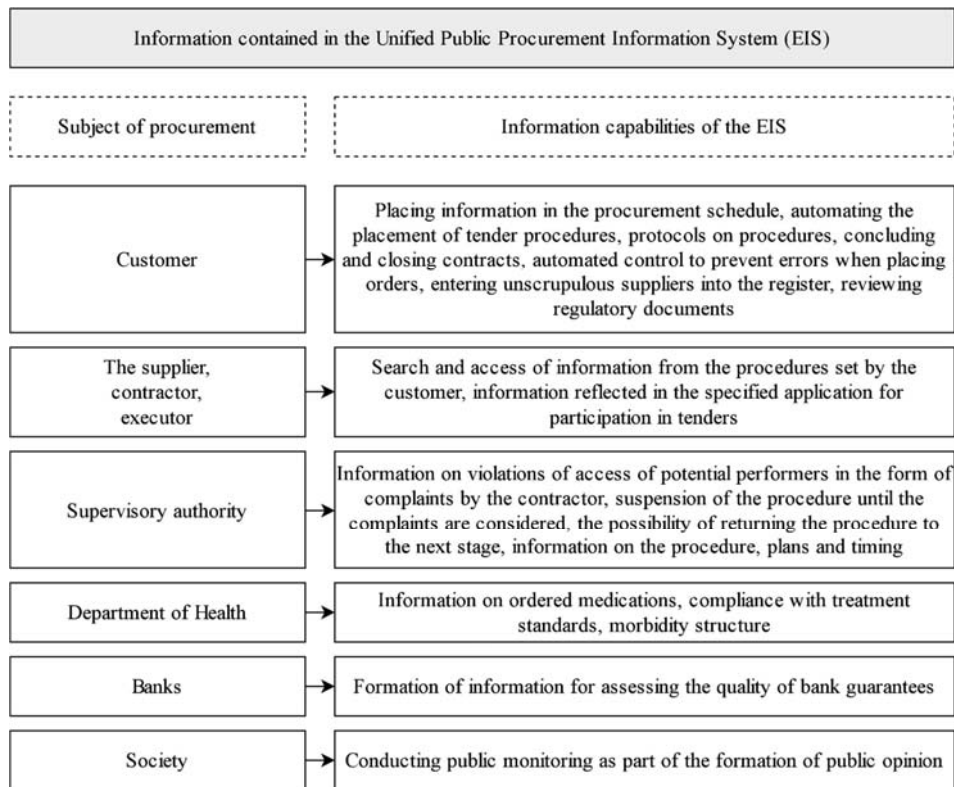 Information contained in the Unified Public Procurement Information System (EIS)
Subject of procurement
Information capabilities of the EIS
Customer
Placing information in the procurement schedule, automating the
placement of tender procedures, protocols on procedures, concluding
and closing contracts, automated control to prevent errors when placing
orders, entering unscrupulous suppliers into the register, reviewing
regulatory documents
The supplier,
contractor,
executor
Search and access of information from the procedures set by the
customer, information reflected in the specified application for
participation in tenders
Supervisory authority
Information on violations of access of potential performers in the form of
complaints by the contractor, suspension of the procedure until the
complaints are considered, the possibility of returning the procedure to
the next stage, information on the procedure, plans and timing
Department of Health
Information on ordered medications, compliance with treatment
standards, morbidity structure
Banks
Formation of information for assessing the quality of bank guarantees
Society
Conducting public monitoring as part of the formation of public opinion